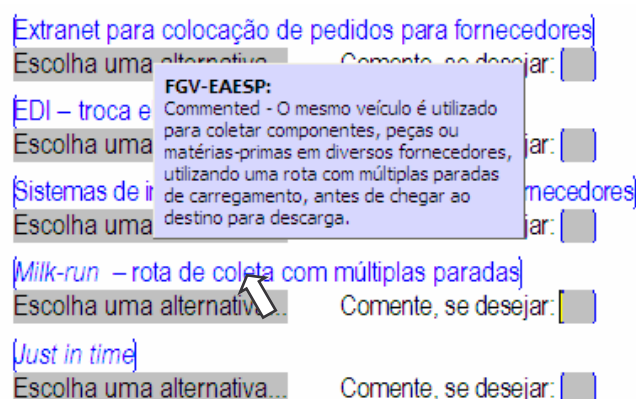 Extranet para colocação de pedidos para fornecedores
Escolha uma alternativa... Comente, se desejar:
FGV-EAESP:
Commented - O mesmo veículo é utilizado
para coletar componentes, peças ou
matérias-primas em diversos fornecedores,
utilizando uma rota com múltiplas paradas
de carregamento, antes de chegar ao
destino para descarga.
EDI – troca e
Escolha uma jar:
Sistemas de necedores
Escolha uma jar:
Milk-run – rota de coleta com múltiplas paradas
Escolha uma alternativa... Comente, se desejar:
Just in time
Escolha uma alternativa... Comente, se desejar: